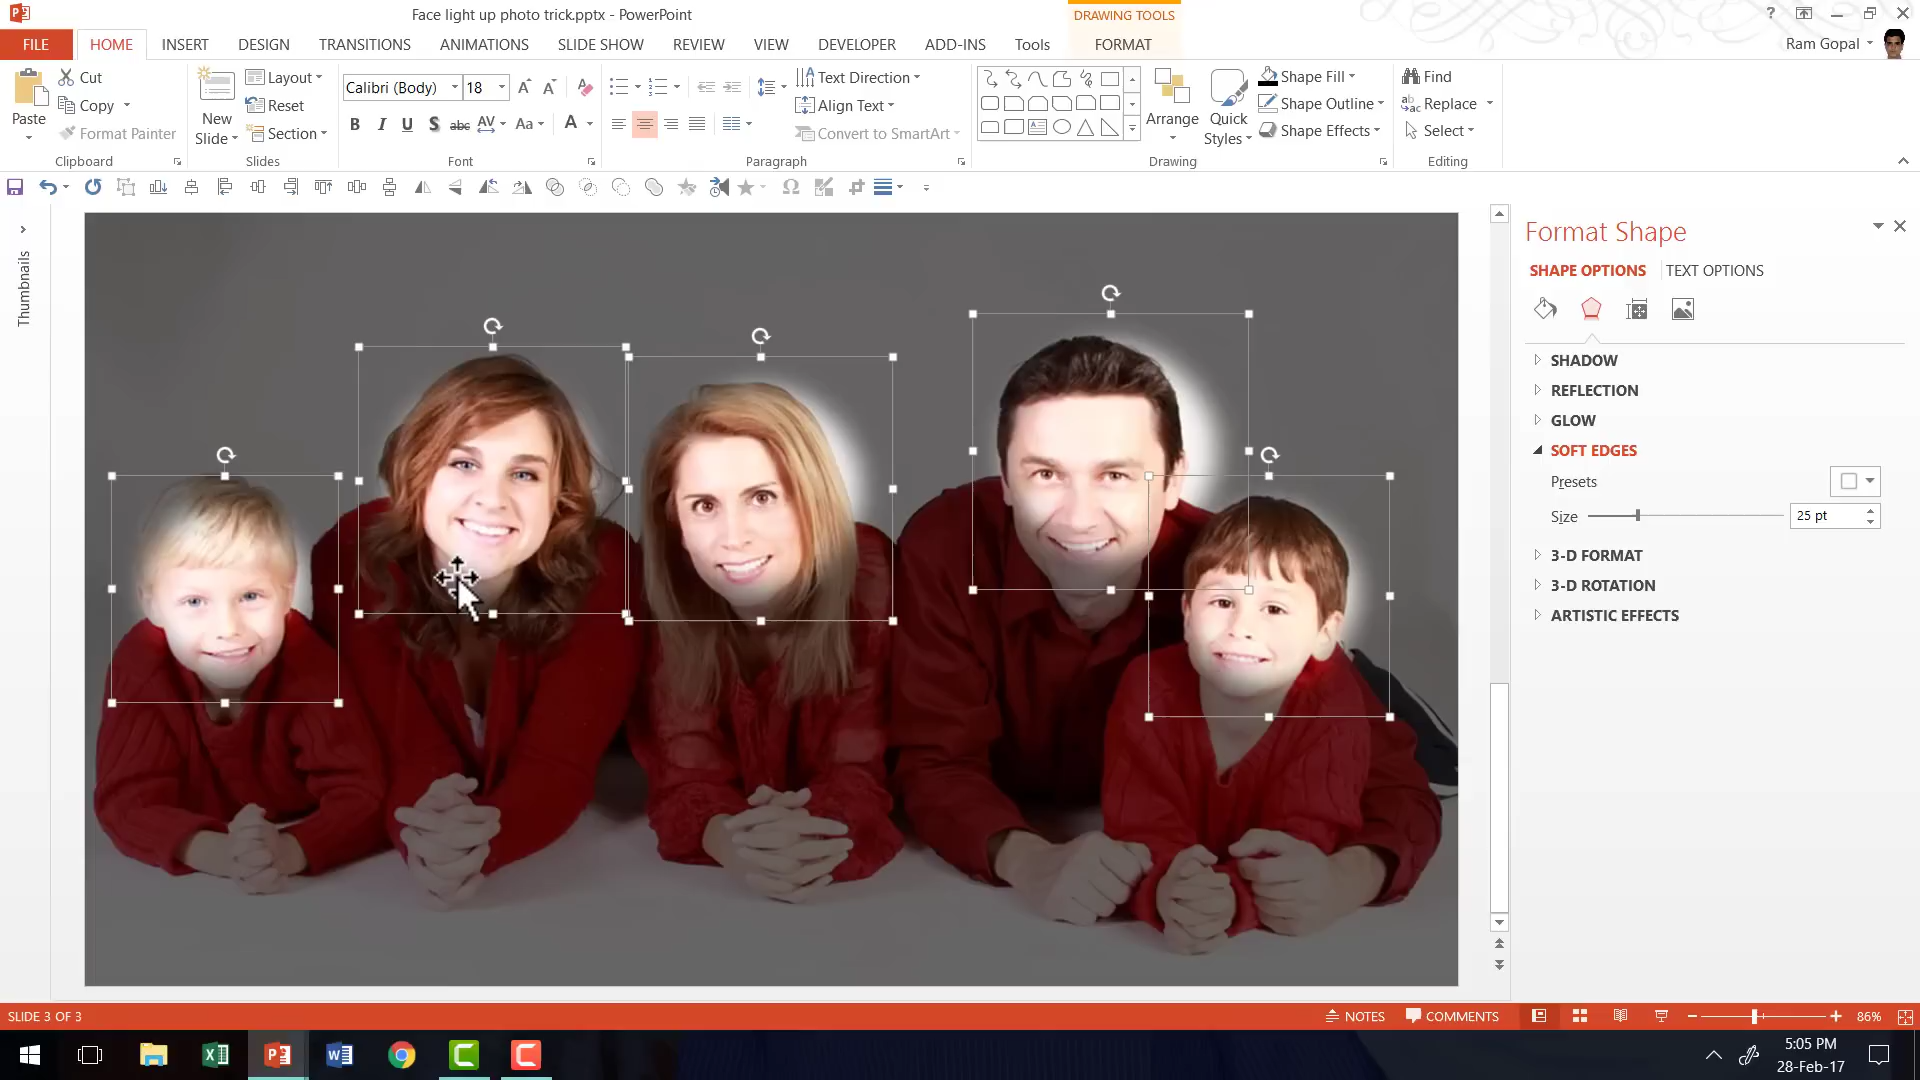 Face light up photo trick.pptx - PowerPoint
DRAWING TOOLS
?
FILE HOME INSERT DESIGN TRANSITIONS ANIMATIONS SLIDE SHOW REVIEW VIEW DEVELOPER ADD-INS Tools FORMAT Ram Gopal
Cut
Copy
Format Painter
Paste
Clipboard
New Slide
Layout
Reset
Section
Slides
Calibri (Body) 18
B I U S abc AV Aa A
Font
Text Direction
Align Text
Convert to SmartArt
Paragraph
Arrange
Quick Styles
Shape Fill
Shape Outline
Shape Effects
Drawing
Find
Replace
Select
Editing
Thumbnails
Format Shape
SHAPE OPTIONS TEXT OPTIONS
SHADOW
REFLECTION
GLOW
SOFT EDGES
Presets
Size 25 pt
3-D FORMAT
3-D ROTATION
ARTISTIC EFFECTS
SLIDE 3 OF 3 NOTES COMMENTS 86%
5:05 PM
28-Feb-17